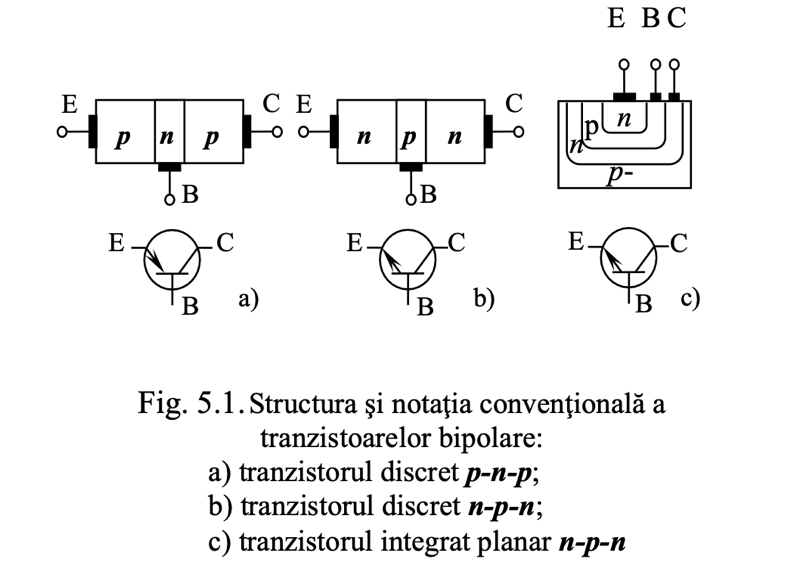 E B C
E C E C
p n p n p n p n n
p-
B B
E C E C E C
B a) B b) B c)
Fig. 5.1. Structura şi notaţia convenţională a
tranzistoarelor bipolare:
a) tranzistorul discret p-n-p;
b) tranzistorul discret n-p-n;
c) tranzistorul integrat planar n-p-n